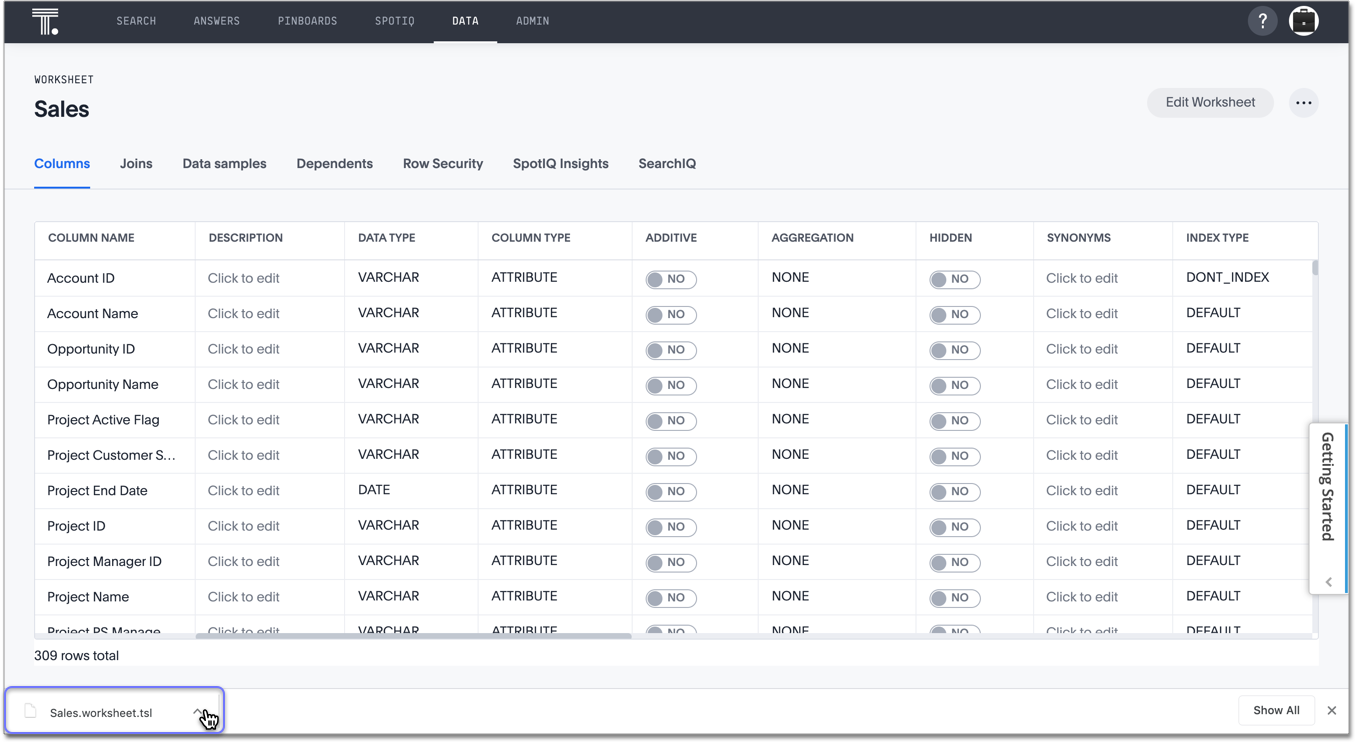 SEARCH ANSWERS PINBOARDS SPOTIQ DATA ADMIN ?
WORKSHEET
Sales
Edit Worksheet
Columns Joins Data samples Dependents Row Security SpotIQ Insights SearchIQ
COLUMN NAME DESCRIPTION DATA TYPE COLUMN TYPE ADDITIVE AGGREGATION HIDDEN SYNONYMS INDEX TYPE
Account ID Click to edit VARCHAR ATTRIBUTE NO NONE NO Click to edit DONT_INDEX
Account Name Click to edit VARCHAR ATTRIBUTE NO NONE NO Click to edit DEFAULT
Opportunity ID Click to edit VARCHAR ATTRIBUTE NO NONE NO Click to edit DEFAULT
Opportunity Name Click to edit VARCHAR ATTRIBUTE NO NONE NO Click to edit DEFAULT
Project Active Flag Click to edit VARCHAR ATTRIBUTE NO NONE NO Click to edit DEFAULT
Project Customer S... Click to edit VARCHAR ATTRIBUTE NO NONE NO Click to edit DEFAULT
Project End Date Click to edit DATE ATTRIBUTE NO NONE NO Click to edit DEFAULT
Project ID Click to edit VARCHAR ATTRIBUTE NO NONE NO Click to edit DEFAULT
Project Manager ID Click to edit VARCHAR ATTRIBUTE NO NONE NO Click to edit DEFAULT
Project Name Click to edit VARCHAR ATTRIBUTE NO NONE NO Click to edit DEFAULT
Project PS Manage Click to edit VARCHAR ATTRIBUTE NO NONE NO Click to edit DEFAULT
Getting Started
309 rows total
Sales.worksheet.tsl Show All